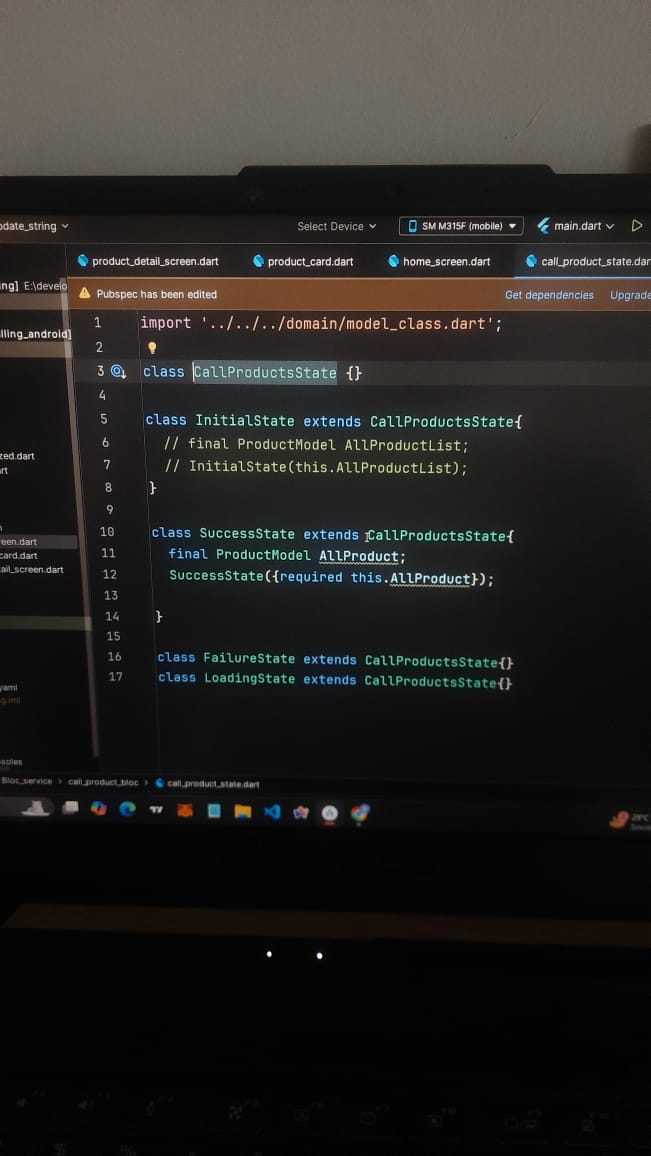 pdate_string
Select Device
SM M315F (mobile)
main.dart
product_detail_screen.dart
product_card.dart
home_screen.dart
call_product_state.dar
ng] E:\develo
Pubspec has been edited
Get dependencies
Upgrade
lling_android]
1 import '../../../domain/model_class.dart';
2
3 class CallProductsState {}
4
5 class InitialState extends CallProductsState{
6 // final ProductModel AllProductList;
7 // InitialState(this.AllProductList);
8 }
9
10 class SuccessState extends CallProductsState{
11 final ProductModel AllProduct;
12 SuccessState({required this.AllProduct});
13
14 }
15
16 class FailureState extends CallProductsState{}
17 class LoadingState extends CallProductsState{}
zed.dart
rt
een.dart
card.dart
ail_screen.dart
yaml
g.iml
soles
Bloc_service > call_product_bloc > call_product_state.dart
28°C